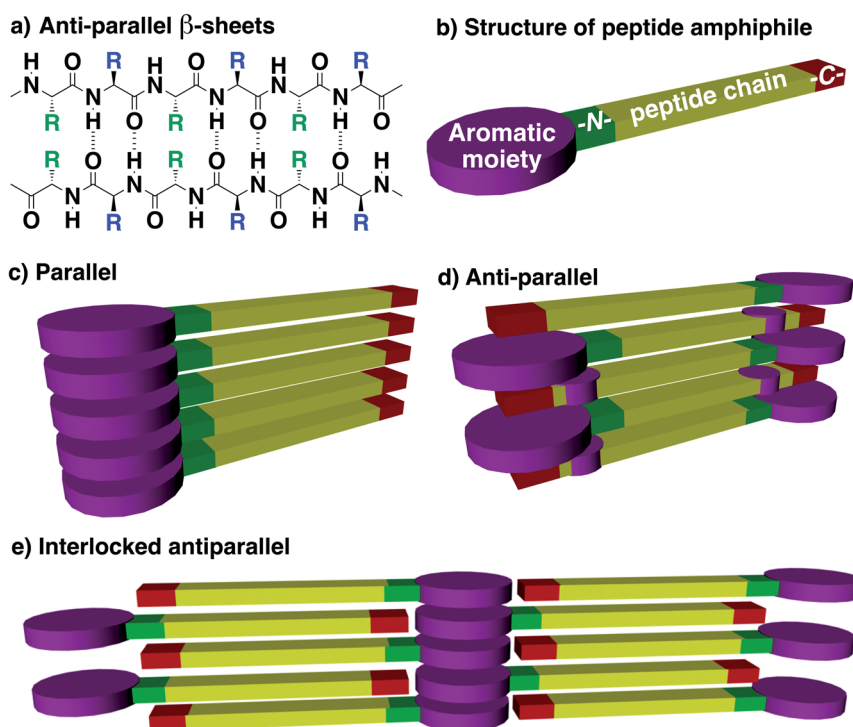 a) Anti-parallel β-sheets
H O R H O R H O R
N N N N N N O
R H O R H O R H
R O H R O H R O H
N N N N N N
O H R O H R O H R
b) Structure of peptide amphiphile
Aromatic
moiety
-N-
peptide chain
-C-
c) Parallel
d) Anti-parallel
e) Interlocked antiparallel